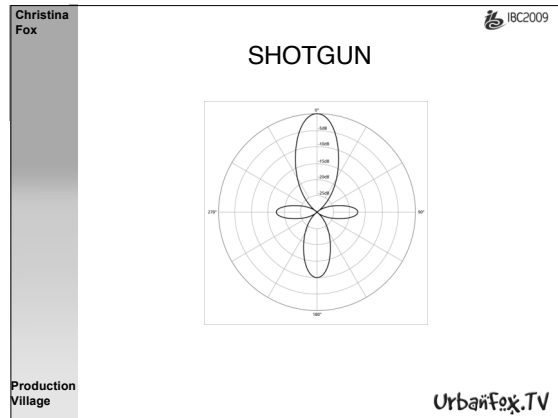 Christina
Fox
IBC2009
SHOTGUN
0°
-5dB
-10dB
-15dB
-20dB
-25dB
270°
90°
180°
Production
Village
UrbanFox.TV